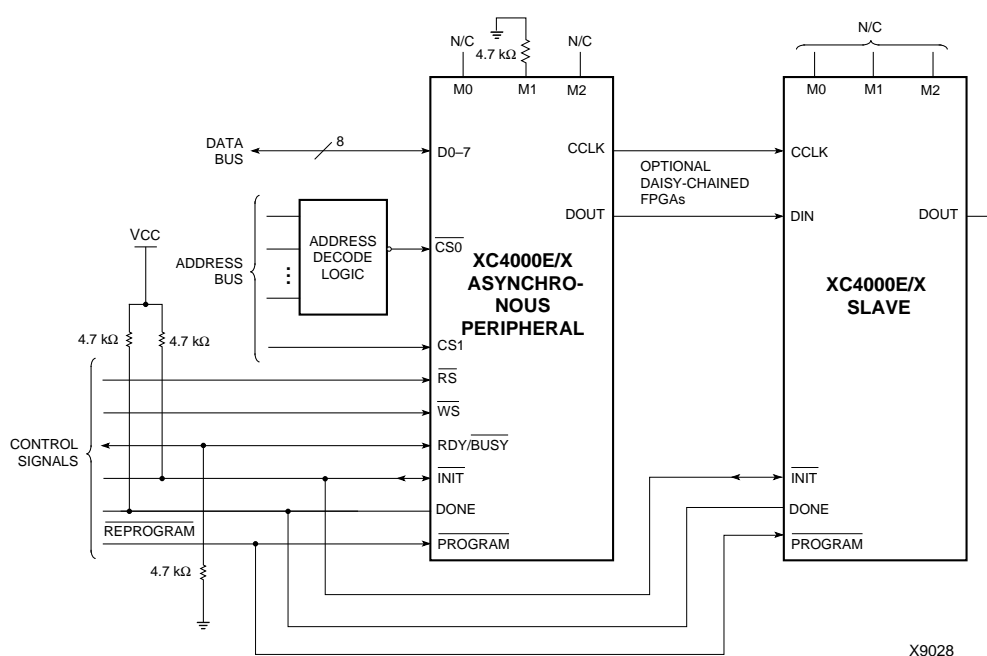 N/C
4.7 kΩ
N/C
N/C
M0
M1
M2
M0
M1
M2
DATA
BUS
8
D0–7
CCLK
OPTIONAL
DAISY-CHAINED
FPGAs
CCLK
DOUT
DIN
DOUT
VCC
ADDRESS
BUS
ADDRESS
DECODE
LOGIC
CS0
XC4000E/X
ASYNCHRO-
NOUS
PERIPHERAL
XC4000E/X
SLAVE
4.7 kΩ
4.7 kΩ
CS1
RS
WS
CONTROL
SIGNALS
RDY/BUSY
INIT
INIT
DONE
DONE
REPROGRAM
PROGRAM
PROGRAM
4.7 kΩ
X9028